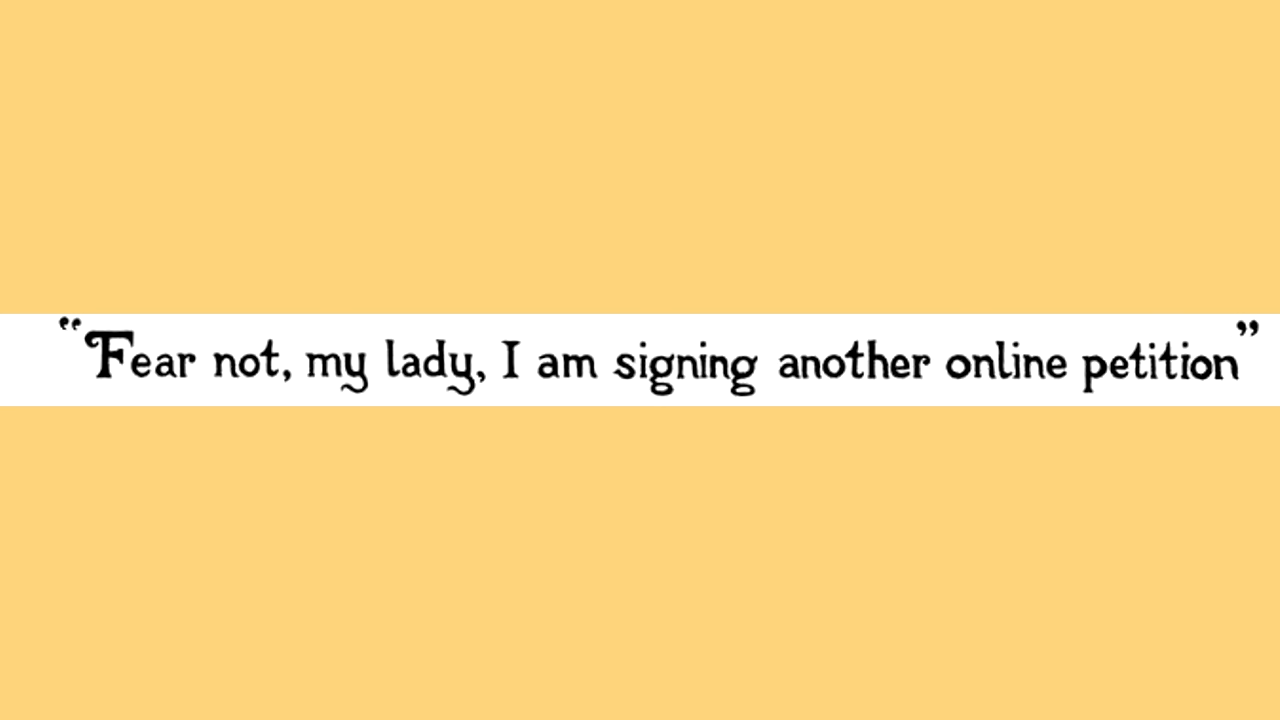 “Fear not, my lady, I am signing another online petition”